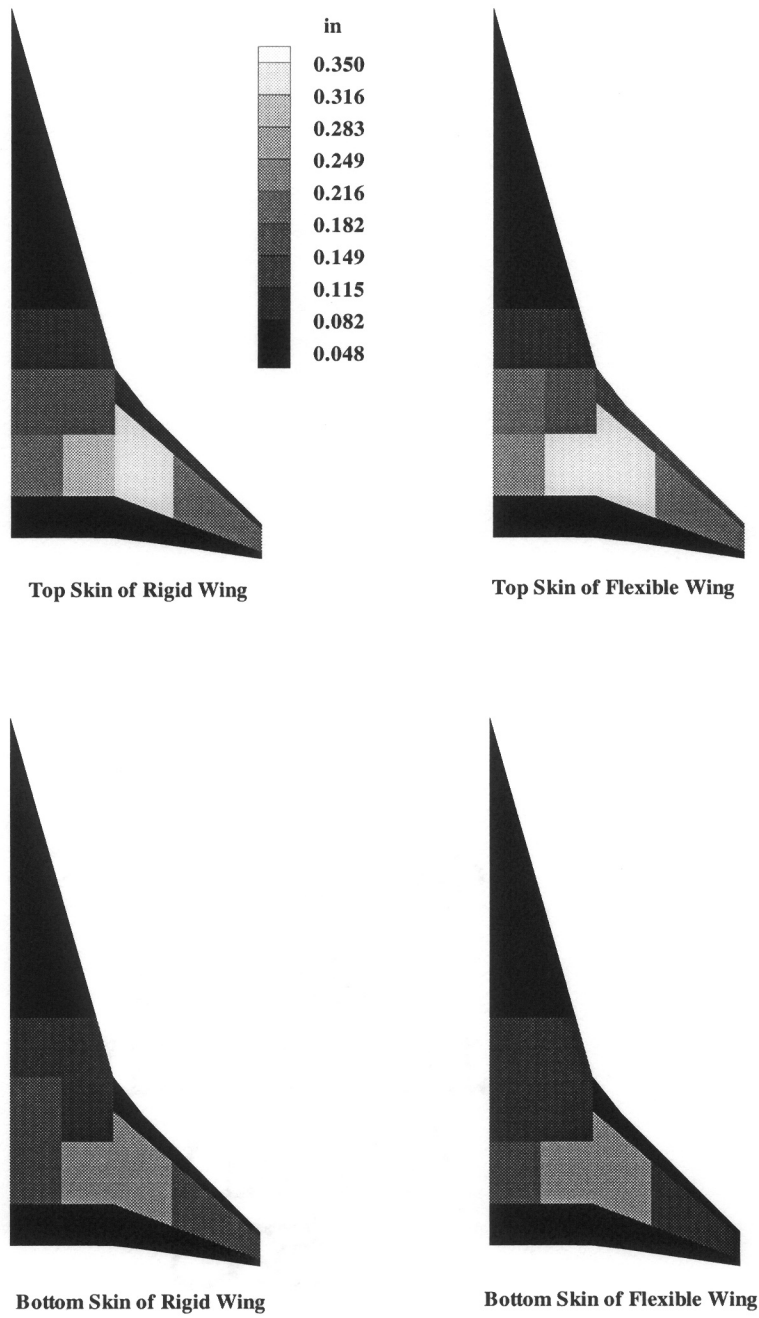 in
0.350
0.316
0.283
0.249
0.216
0.182
0.149
0.115
0.082
0.048
Top Skin of Rigid Wing
Top Skin of Flexible Wing
Bottom Skin of Rigid Wing
Bottom Skin of Flexible Wing